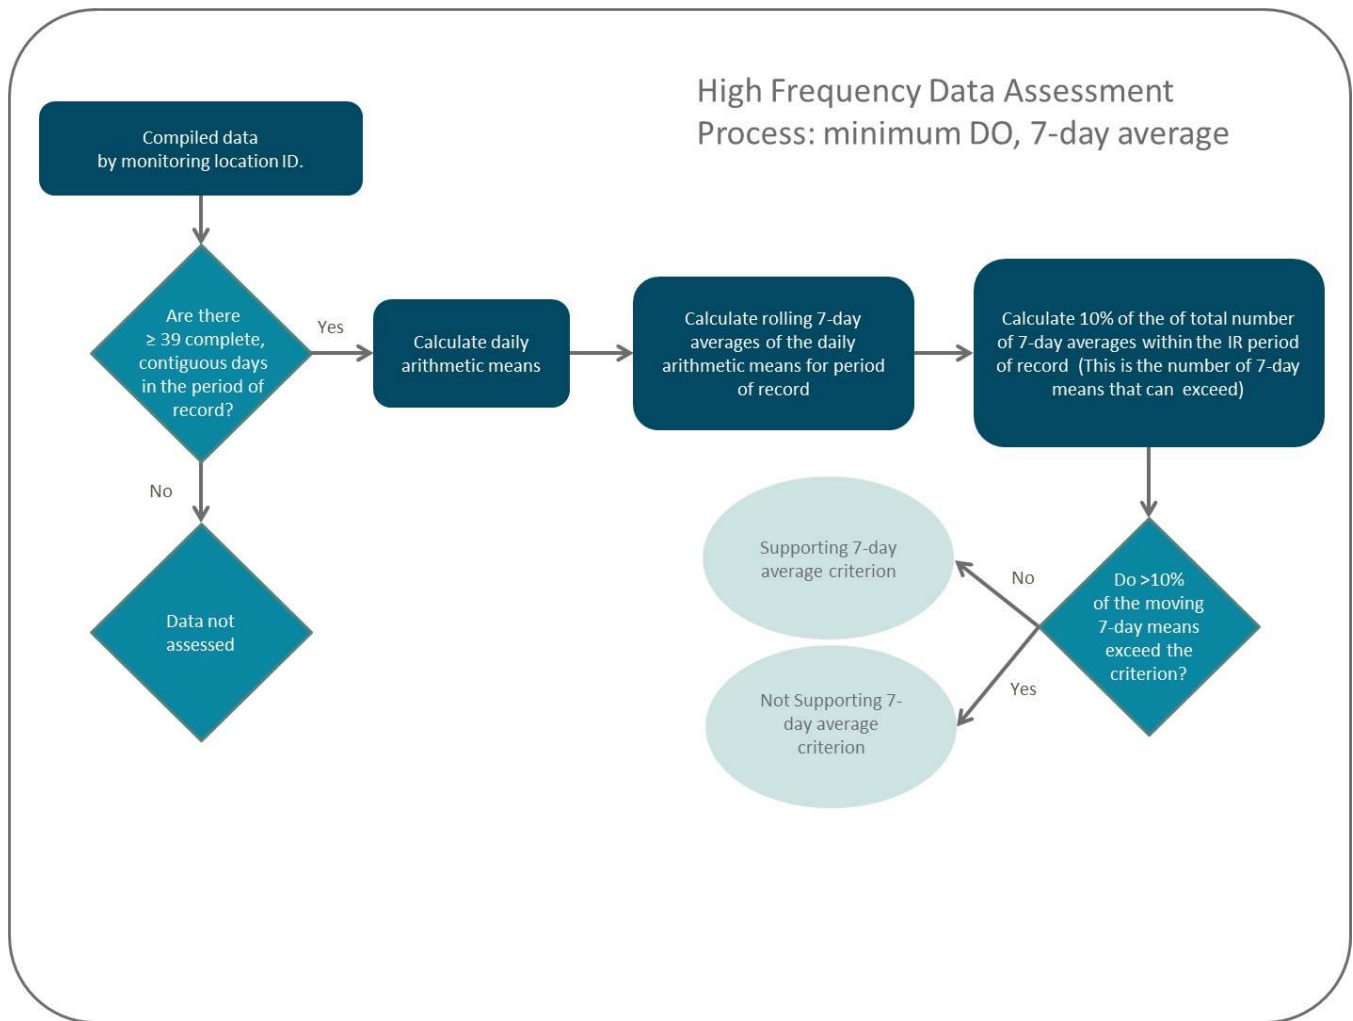 High Frequency Data Assessment
Process: minimum DO, 7-day average
Compiled data
by monitoring location ID.
Are there
≥ 39 complete,
contiguous days
in the period of
record?
Yes
No
Data not
assessed
Calculate daily
arithmetic means
Calculate rolling 7-day
averages of the daily
arithmetic means for period
of record
Calculate 10% of the of total number
of 7-day averages within the IR period
of record (This is the number of 7-day
means that can exceed)
Do >10%
of the moving
7-day means
exceed the
criterion?
No
Supporting 7-day
average criterion
Yes
Not Supporting 7-
day average
criterion